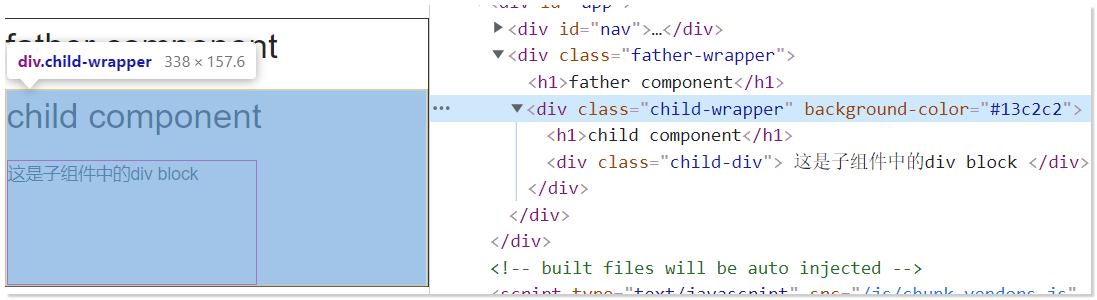 father component
div.child-wrapper 338 × 157.6
child component
这是子组件中的div block
<div id="app">
▶<div id="nav">…</div>
▼<div class="father-wrapper">
<h1>father component</h1>
▼<div class="child-wrapper" background-color="#13c2c2">
<h1>child component</h1>
<div class="child-div"> 这是子组件中的div block </div>
</div>
</div>
</div>
<!-- built files will be auto injected -->
<script type="text/javascript" src="/js/chunk-vendors.js"